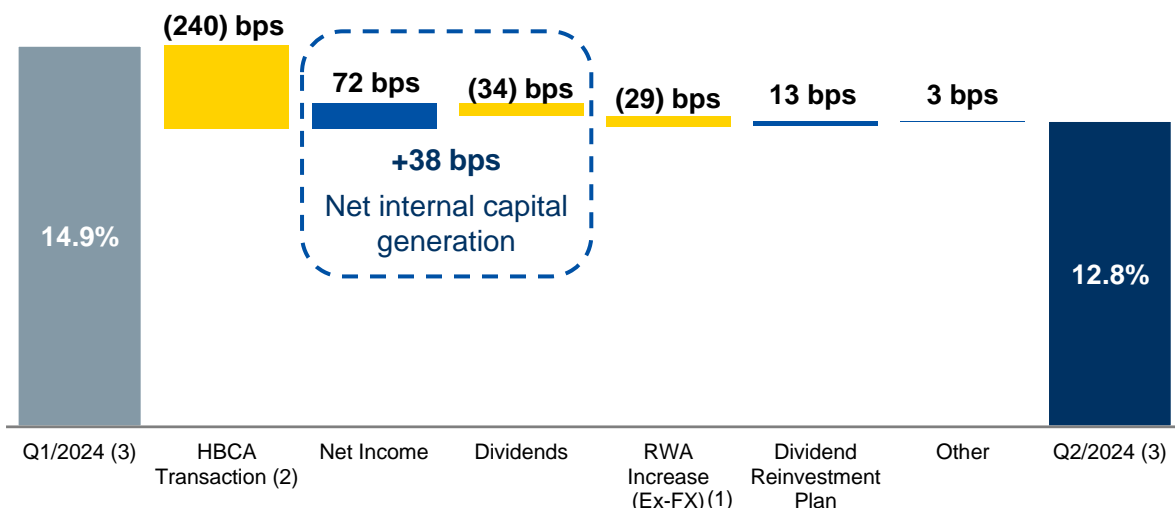 (240) bps
72 bps
(34) bps
(29) bps
13 bps
3 bps
+38 bps
Net internal capital
generation
14.9%
12.8%
Q1/2024 (3)
HBCA
Transaction (2)
Net Income
Dividends
RWA
Increase
(Ex-FX)(1)
Dividend
Reinvestment
Plan
Other
Q2/2024 (3)